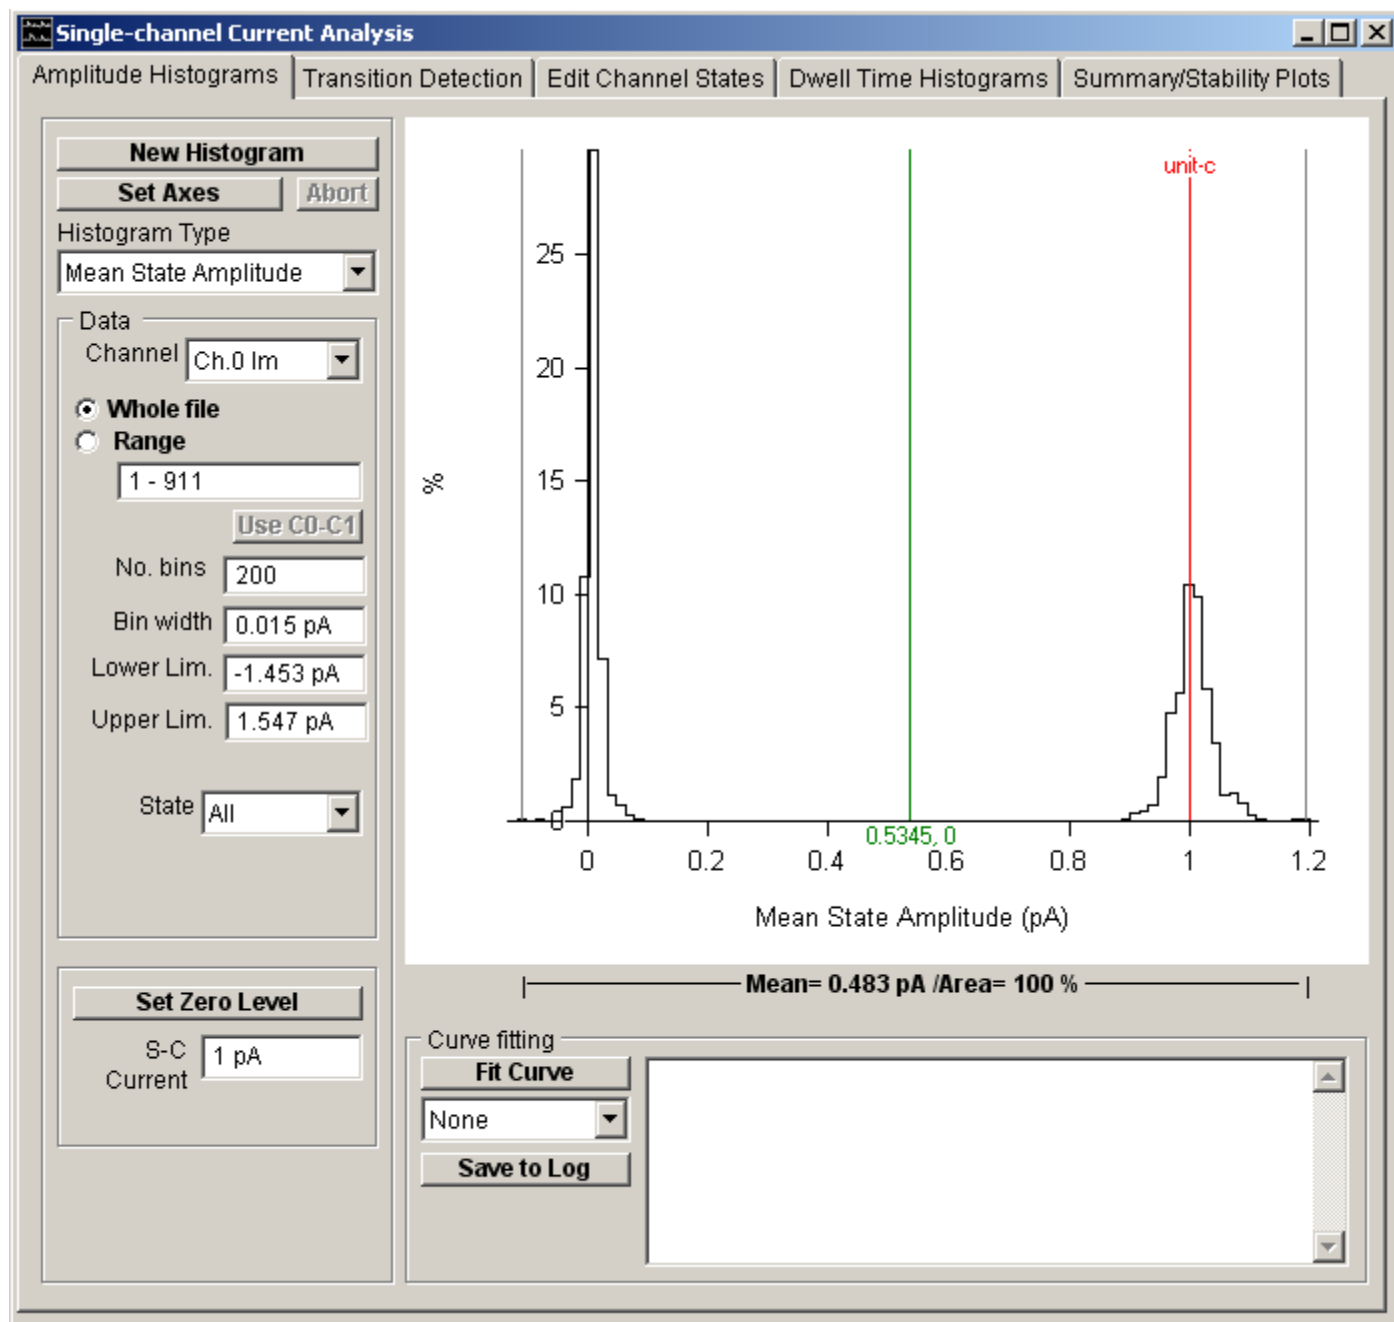 Single-channel Current Analysis
Amplitude Histograms Transition Detection Edit Channel States Dwell Time Histograms Summary/Stability Plots
New Histogram
Set Axes Abort
Histogram Type
Mean State Amplitude
Data
Channel Ch.0 Im
Whole file
Range
1 - 911
Use C0-C1
No. bins 200
Bin width 0.015 pA
Lower Lim. -1.453 pA
Upper Lim. 1.547 pA
State All
Set Zero Level
S-C Current 1 pA
unit-c
25
20
15
%
10
5
0
0.5345, 0
0 0.2 0.4 0.6 0.8 1 1.2
Mean State Amplitude (pA)
Mean= 0.483 pA /Area= 100 %
Curve fitting
Fit Curve
None
Save to Log